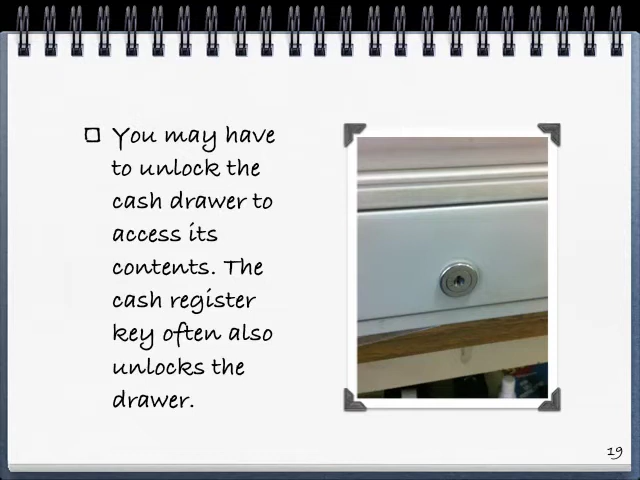 You may have
to unlock the
cash drawer to
access its
contents. The
cash register
key often also
unlocks the
drawer.
19